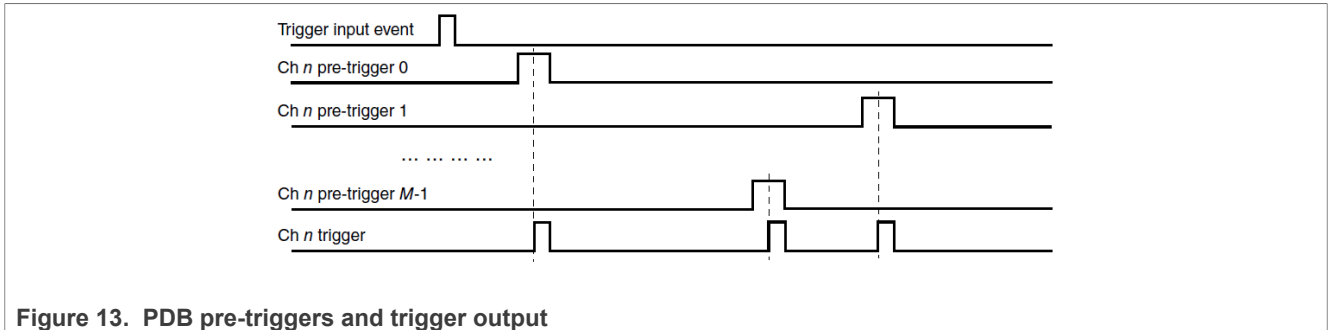 Trigger input event
Ch n pre-trigger 0
Ch n pre-trigger 1
... ... ... ...
Ch n pre-trigger M-1
Ch n trigger
Figure 13. PDB pre-triggers and trigger output